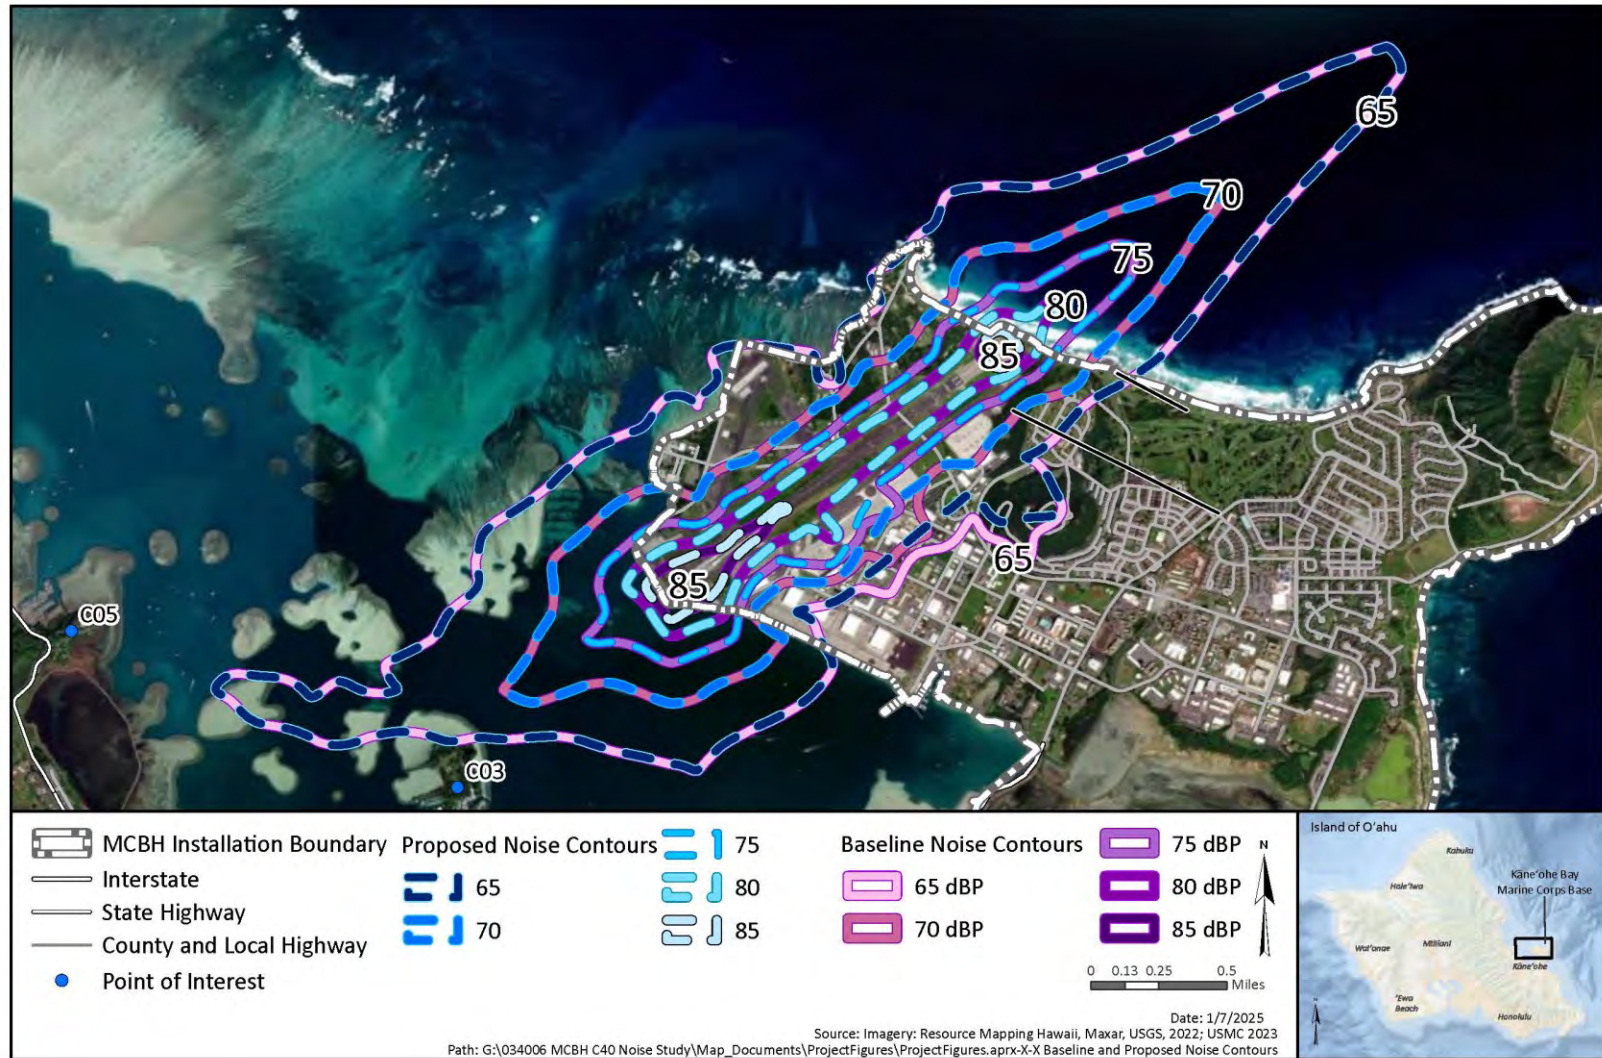 65
70
75
80
85
65
85
C05
C03
MCBH Installation Boundary
Interstate
State Highway
County and Local Highway
Point of Interest
Proposed Noise Contours
65
70
75
80
85
Baseline Noise Contours
65 dBP
70 dBP
75 dBP
80 dBP
85 dBP
N
0 0.13 0.25 0.5
Miles
Date: 1/7/2025
Source: Imagery: Resource Mapping Hawaii, Maxar, USGS, 2022; USMC 2023
Path: G:\034006 MCBH C40 Noise Study\Map_Documents\ProjectFigures\ProjectFigures.aprx-X-X Baseline and Proposed Noise Contours
Island of O'ahu
Kahuku
Kāne'ohe Bay
Marine Corps Base
Hale'iwa
Mililani
Wai'anae
Kāne'ohe
'Ewa
Beach
Honolulu